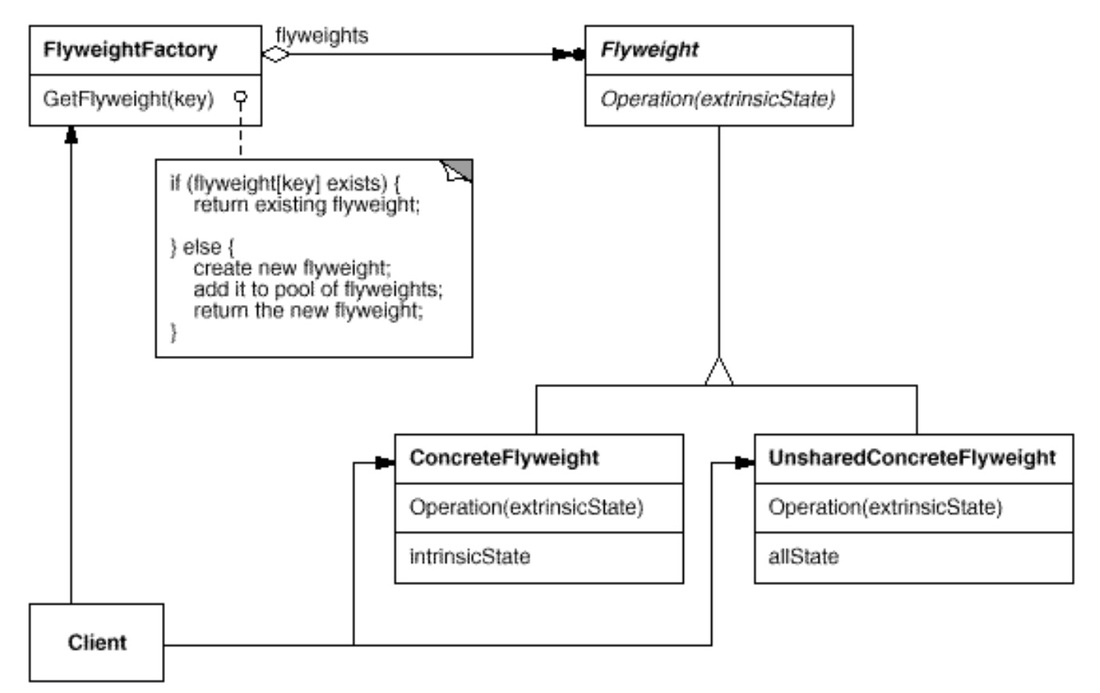 FlyweightFactory
flyweights
Flyweight
GetFlyweight(key)
Operation(extrinsicState)
if (flyweight[key] exists) {
return existing flyweight;
} else {
create new flyweight;
add it to pool of flyweights;
return the new flyweight;
}
ConcreteFlyweight
Operation(extrinsicState)
intrinsicState
UnsharedConcreteFlyweight
Operation(extrinsicState)
allState
Client